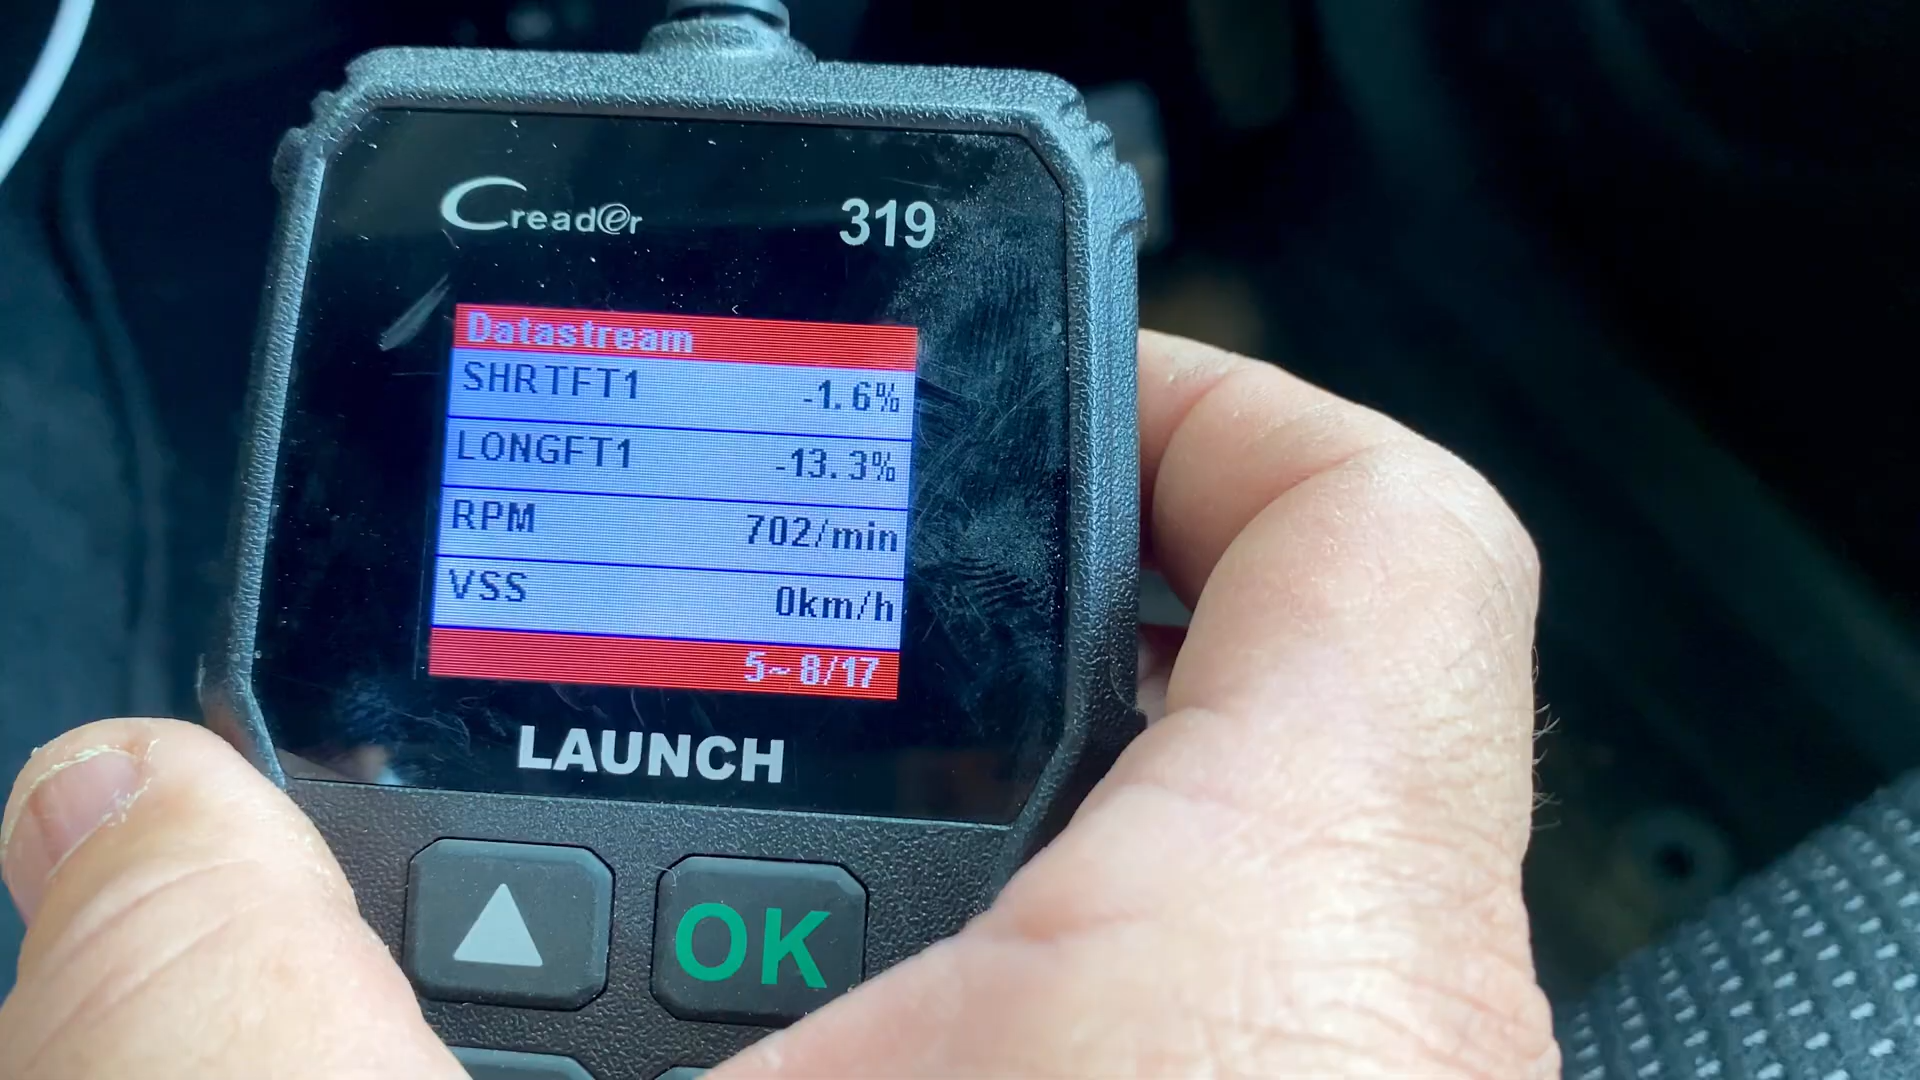 Creader 319
Datastream
SHRTFT1 -1.6%
LONGFT1 -13.3%
RPM 702/min
VSS 0km/h
5~8/17
LAUNCH
OK